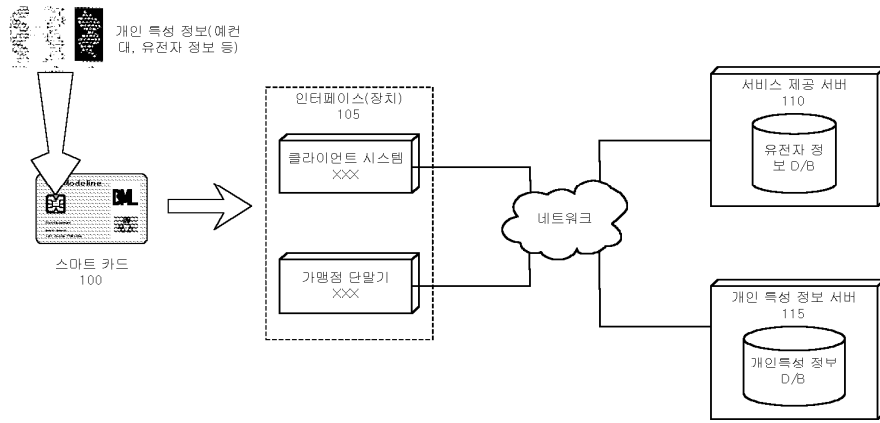 개인 특성 정보(예컨
대, 유전자 정보 등)
인터페이스(장치)
105
클라이언트 시스템
XXX
가맹점 단말기
XXX
스마트 카드
100
네트워크
서비스 제공 서버
110
유전자 정
보 D/B
개인 특성 정보 서버
115
개인특성 정보
D/B